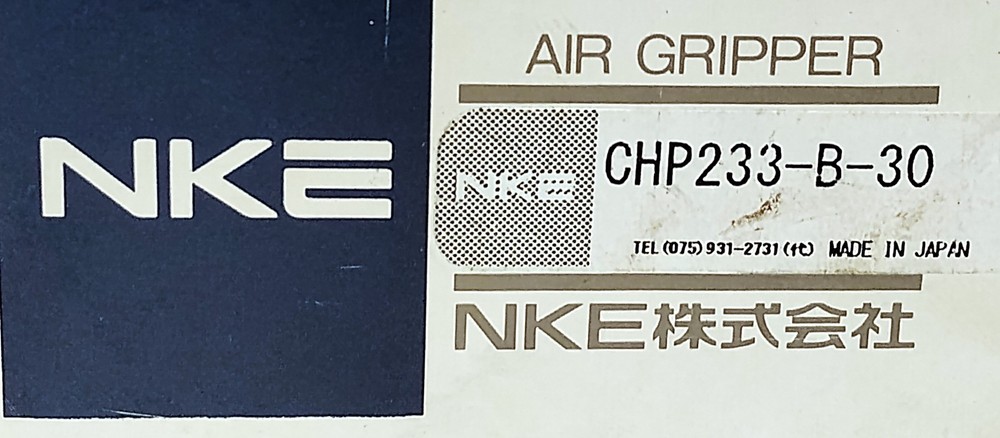 NKE
AIR GRIPPER
NKE
CHP233-B-30
TEL (075) 931-2731 (ft) MADE IN JAPAN
NKE株式会社